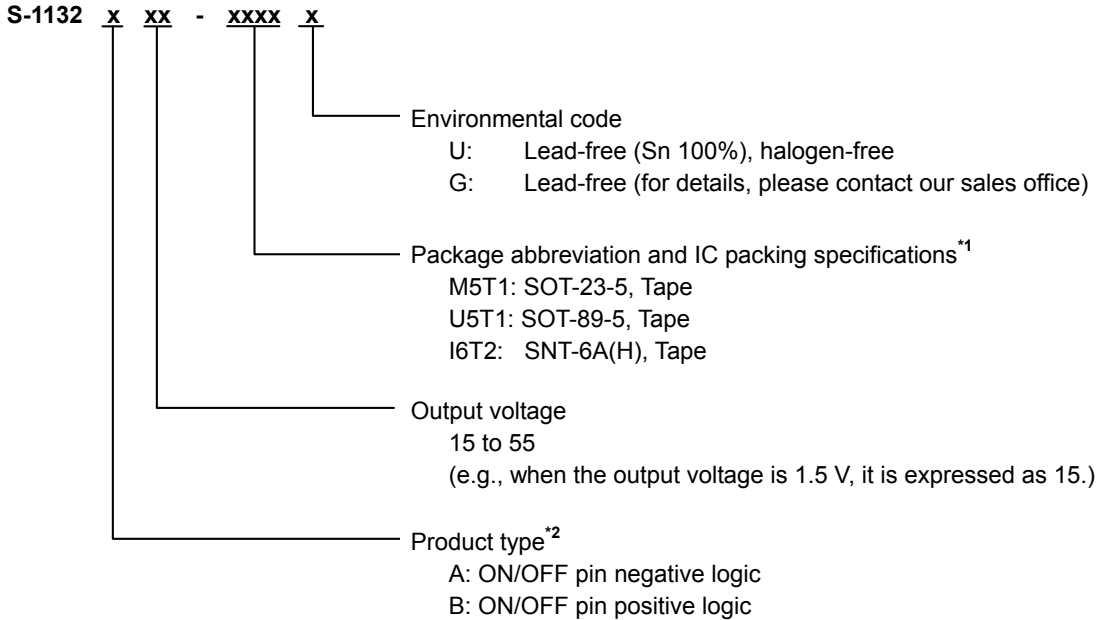 S-1132 x xx - xxxx x
Environmental code
U: Lead-free (Sn 100%), halogen-free
G: Lead-free (for details, please contact our sales office)
Package abbreviation and IC packing specifications*1
M5T1: SOT-23-5, Tape
U5T1: SOT-89-5, Tape
I6T2: SNT-6A(H), Tape
Output voltage
15 to 55
(e.g., when the output voltage is 1.5 V, it is expressed as 15.)
Product type*2
A: ON/OFF pin negative logic
B: ON/OFF pin positive logic